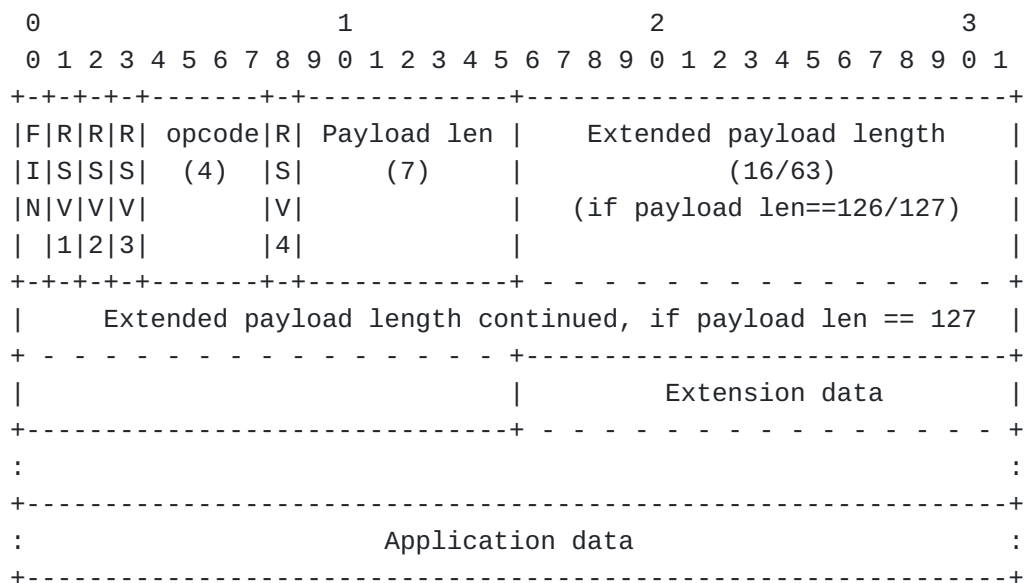 0                   1                   2                   3
 0 1 2 3 4 5 6 7 8 9 0 1 2 3 4 5 6 7 8 9 0 1 2 3 4 5 6 7 8 9 0 1
+-+-+-+-+-------+-+-------------+-------------------------------+
|F|R|R|R| opcode|R| Payload len |    Extended payload length    |
|I|S|S|S|  (4)  |S|     (7)     |             (16/63)           |
|N|V|V|V|       |V|             |   (if payload len==126/127)   |
| |1|2|3|       |4|             |                               |
+-+-+-+-+-------+-+-------------+ - - - - - - - - - - - - - - - +
|     Extended payload length continued, if payload len == 127  |
+ - - - - - - - - - - - - - - - +-------------------------------+
|                               |         Extension data        |
+-------------------------------+ - - - - - - - - - - - - - - - +
:                                                               :
+---------------------------------------------------------------+
:                       Application data                        :
+---------------------------------------------------------------+